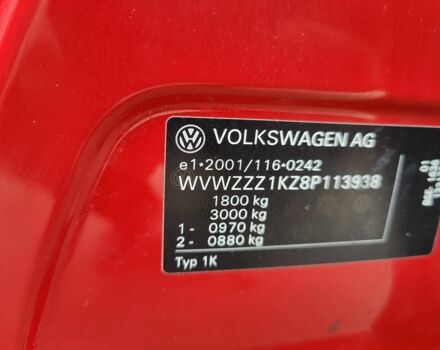 VOLKSWAGEN AG
e1*2001/116*0242
WVWZZZ1KZ8P113938
1800 kg
3000 kg
1 - 0970 kg
2 - 0880 kg
Typ 1K